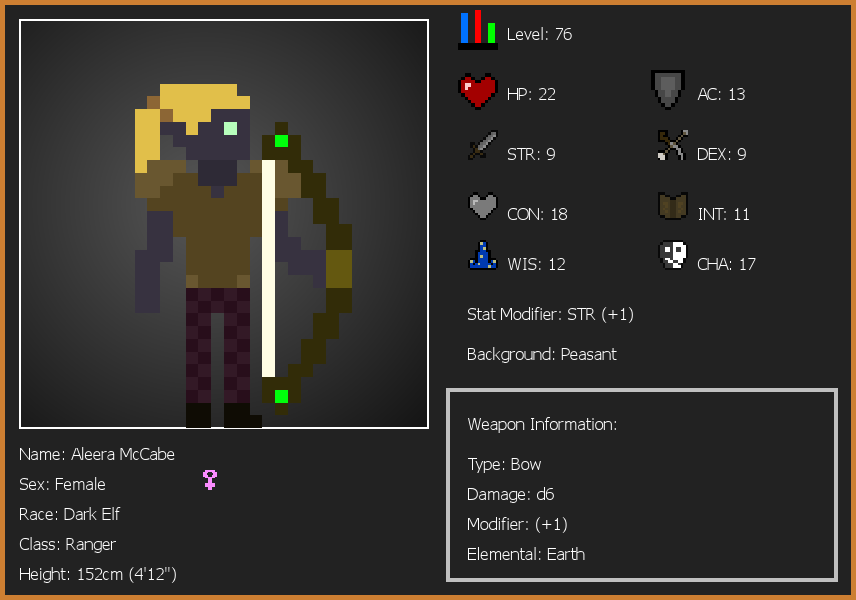 Level: 76
HP: 22
AC: 13
STR: 9
DEX: 9
CON: 18
INT: 11
WIS: 12
CHA: 17
Stat Modifier: STR (+1)
Background: Peasant
Weapon Information:
Type: Bow
Damage: d6
Modifier: (+1)
Elemental: Earth
Name: Aleera McCabe
Sex: Female
Race: Dark Elf
Class: Ranger
Height: 152cm (4'12")